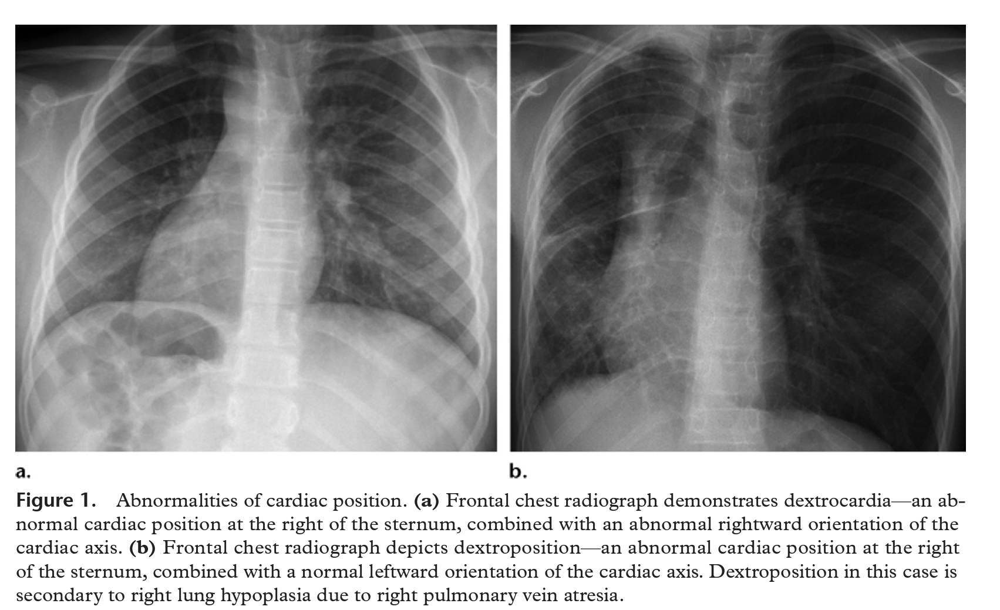 a.
b.
Figure 1. Abnormalities of cardiac position. (a) Frontal chest radiograph demonstrates dextrocardia—an ab-
normal cardiac position at the right of the sternum, combined with an abnormal rightward orientation of the
cardiac axis. (b) Frontal chest radiograph depicts dextroposition—an abnormal cardiac position at the right
of the sternum, combined with a normal leftward orientation of the cardiac axis. Dextroposition in this case is
secondary to right lung hypoplasia due to right pulmonary vein atresia.